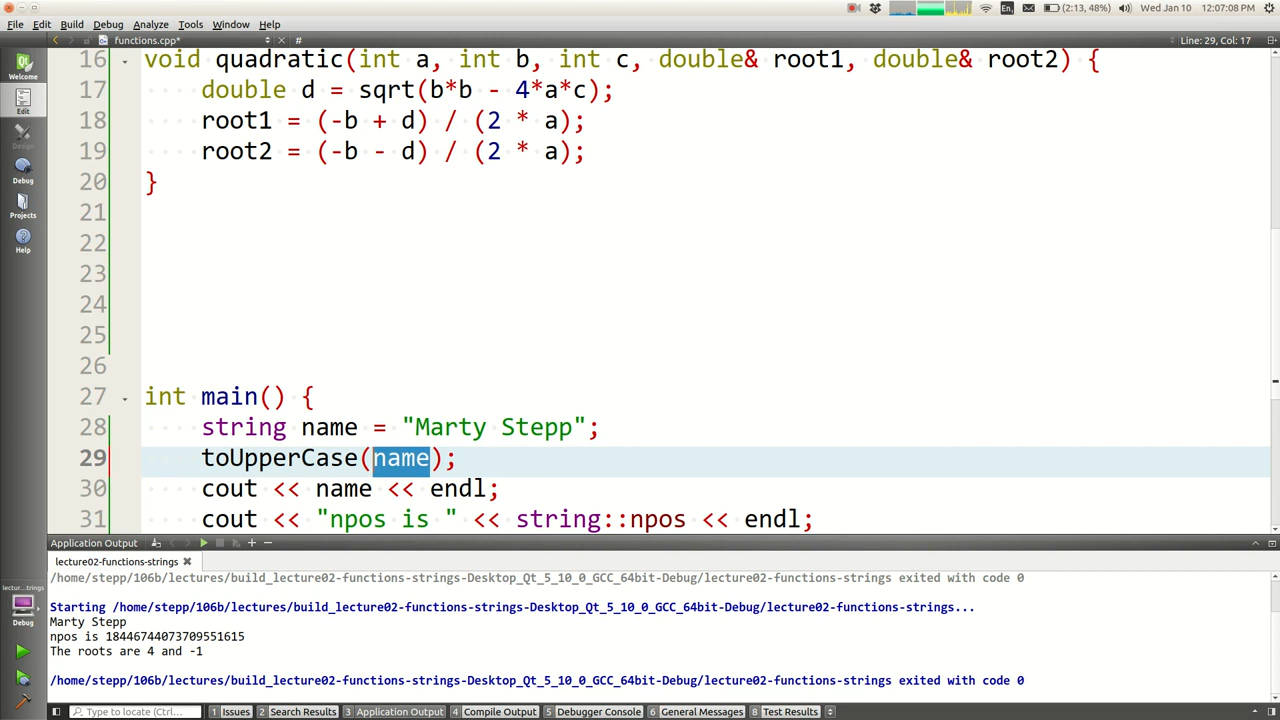 En (2:13, 48%) Wed Jan 10 12:07:08 PM
File Edit Build Debug Analyze Tools Window Help
functions.cpp* # Line: 29, Col: 17
Welcome
Edit
Design
Debug
Projects
Help
16 void quadratic(int a, int b, int c, double& root1, double& root2) {
17 double d = sqrt(b*b - 4*a*c);
18 root1 = (-b + d) / (2 * a);
19 root2 = (-b - d) / (2 * a);
20 }
21
22
23
24
25
26
27 int main() {
28 string name = "Marty Stepp";
29 toUpperCase(name);
30 cout << name << endl;
31 cout << "npos is " << string::npos << endl;
Application Output
lecture02-functions-strings
/home/stepp/106b/lectures/build_lecture02-functions-strings-Desktop_Qt_5_10_0_GCC_64bit-Debug/lecture02-functions-strings exited with code 0
Starting /home/stepp/106b/lectures/build_lecture02-functions-strings-Desktop_Qt_5_10_0_GCC_64bit-Debug/lecture02-functions-strings...
Marty Stepp
npos is 18446744073709551615
The roots are 4 and -1
/home/stepp/106b/lectures/build_lecture02-functions-strings-Desktop_Qt_5_10_0_GCC_64bit-Debug/lecture02-functions-strings exited with code 0
lectur...trings
Debug
Type to locate (Ctrl... 1 Issues 2 Search Results 3 Application Output 4 Compile Output 5 Debugger Console 6 General Messages 8 Test Results